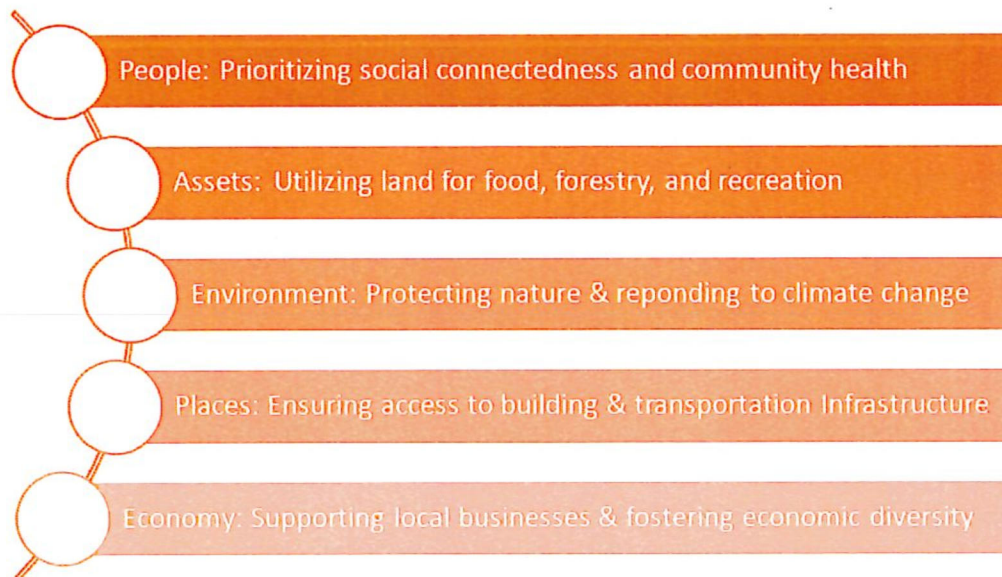 People: Prioritizing social connectedness and community health
Assets: Utilizing land for food, forestry, and recreation
Environment: Protecting nature & reponding to climate change
Places: Ensuring access to building & transportation Infrastructure
Economy: Supporting local businesses & fostering economic diversity